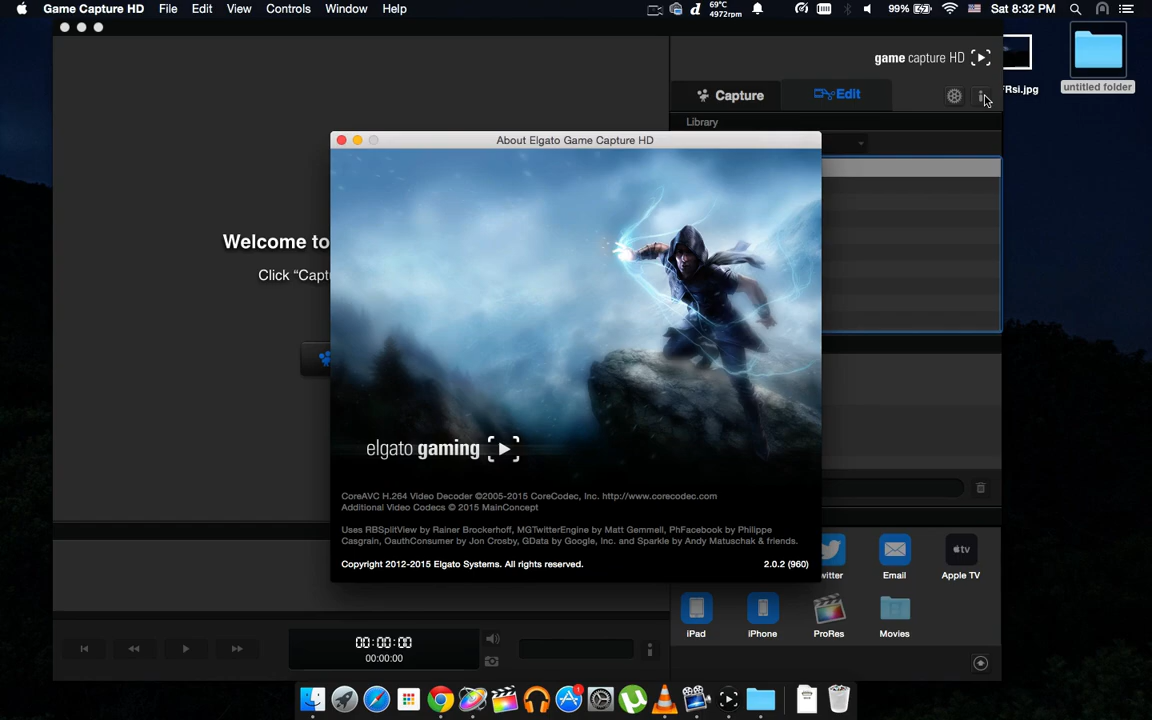 Game Capture HD File Edit View Controls Window Help
69°C
4972rpm
99%
Sat 8:32 PM
game capture HD
Rsi.jpg
untitled folder
Capture
Edit
Library
About Elgato Game Capture HD
Welcome to
Click “Capt
elgato gaming
CoreAVC H.264 Video Decoder ©2005-2015 CoreCodec, Inc. http://www.corecodec.com
Additional Video Codecs © 2015 MainConcept
Uses RBSplitView by Rainer Brockerhoff, MGTwitterEngine by Matt Gemmell, PhFacebook by Philippe
Casgrain, OauthConsumer by Jon Crosby, GData by Google, Inc. and Sparkle by Andy Matuschak & friends.
Copyright 2012-2015 Elgato Systems. All rights reserved.
2.0.2 (960)
witter
Email
tv
Apple TV
iPad
iPhone
ProRes
Movies
00:00:00
00:00:00
1